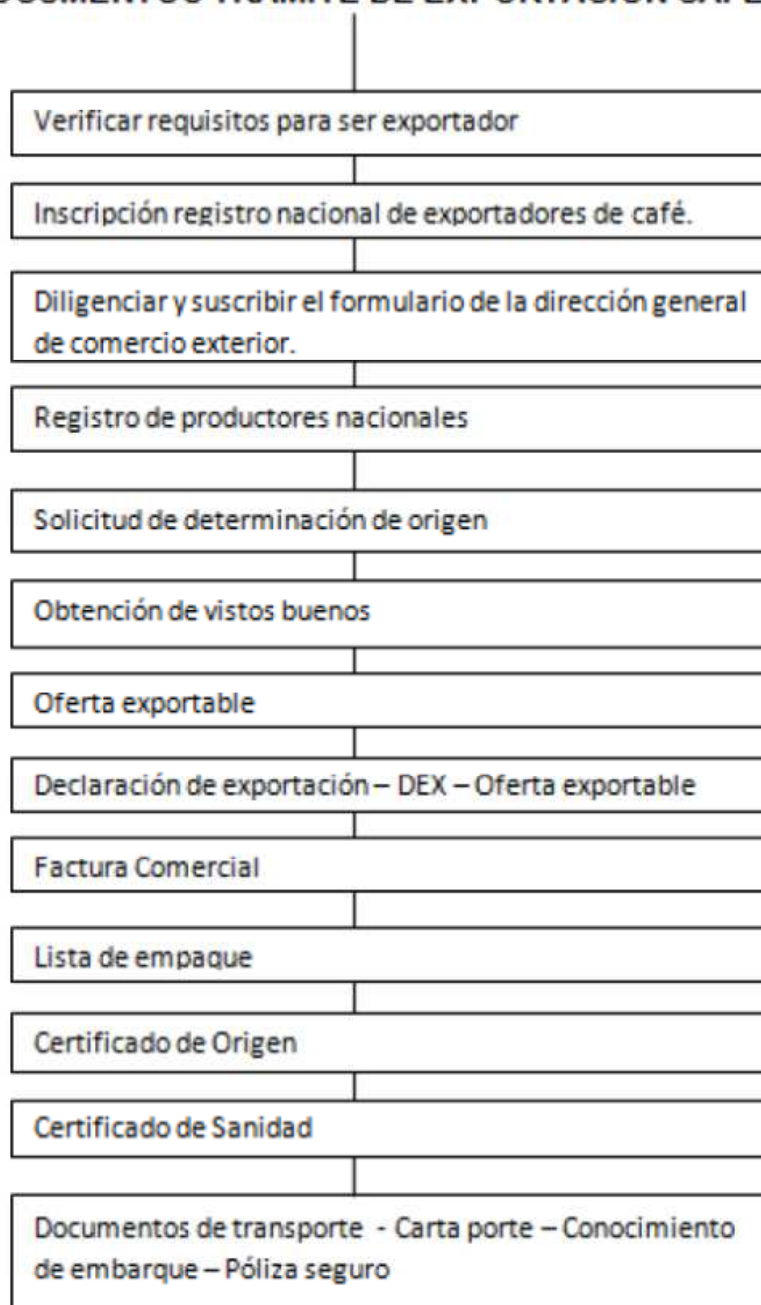 TRAMITE DE EXPORTACION
Verificar requisitos para ser exportador
Inscripción registro nacional de exportadores de café.
Diligenciar y suscribir el formulario de la dirección general
de comercio exterior.
Registro de productores nacionales
Solicitud de determinación de origen
Obtención de vistos buenos
Oferta exportable
Declaración de exportación – DEX – Oferta exportable
Factura Comercial
Lista de empaque
Certificado de Origen
Certificado de Sanidad
Documentos de transporte - Carta porte – Conocimiento
de embarque – Póliza seguro